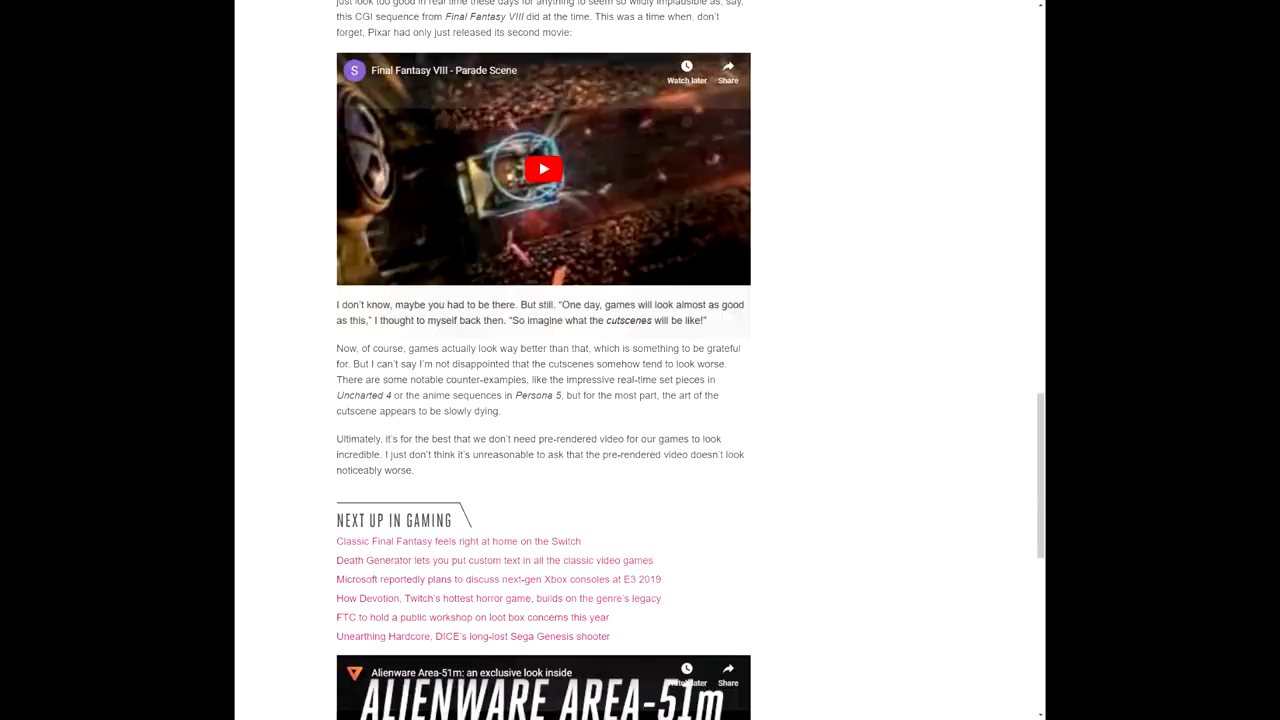 just look too good in real time these days for anything to seem so wildly implausible as, say,
this CGI sequence from Final Fantasy VIII did at the time. This was a time when, don't
forget, Pixar had only just released its second movie:
S Final Fantasy VIII - Parade Scene
Watch later Share
I don't know, maybe you had to be there. But still. “One day, games will look almost as good
as this,” I thought to myself back then. “So imagine what the cutscenes will be like!”
Now, of course, games actually look way better than that, which is something to be grateful
for. But I can't say I'm not disappointed that the cutscenes somehow tend to look worse.
There are some notable counter-examples, like the impressive real-time set pieces in
Uncharted 4 or the anime sequences in Persona 5, but for the most part, the art of the
cutscene appears to be slowly dying.
Ultimately, it's for the best that we don't need pre-rendered video for our games to look
incredible. I just don't think it's unreasonable to ask that the pre-rendered video doesn't look
noticeably worse.
NEXT UP IN GAMING
Classic Final Fantasy feels right at home on the Switch
Death Generator lets you put custom text in all the classic video games
Microsoft reportedly plans to discuss next-gen Xbox consoles at E3 2019
How Devotion, Twitch's hottest horror game, builds on the genre's legacy
FTC to hold a public workshop on loot box concerns this year
Unearthing Hardcore, DICE's long-lost Sega Genesis shooter
Alienware Area-51m: an exclusive look inside
Watch later Share
ALIENWARE AREA-51m